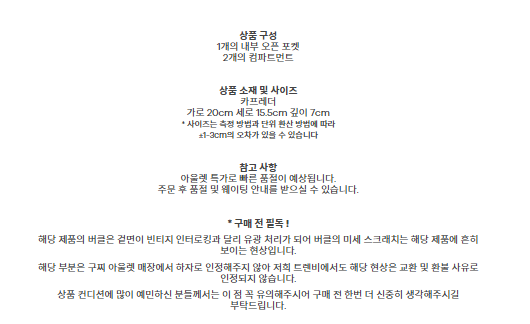 상품 구성
1개의 내부 오픈 포켓
2개의 컴파트먼트
상품 소재 및 사이즈
카프레더
가로 20cm 세로 15.5cm 깊이 7cm
* 사이즈는 측정 방법과 단위 환산 방법에 따라
±1-3cm의 오차가 있을 수 있습니다
참고 사항
아울렛 특가로 빠른 품절이 예상됩니다.
주문 후 품절 및 웨이팅 안내를 받으실 수 있습니다.
* 구매 전 필독 !
해당 제품의 버클은 겉면이 빈티지 인터로킹과 달리 유광 처리가 되어 버클의 미세 스크래치는 해당 제품에 흔히
보이는 현상입니다.
해당 부분은 구찌 아울렛 매장에서 하자로 인정해주지 않아 저희 트렌비에서도 해당 현상은 교환 및 환불 사유로
인정되지 않습니다.
상품 컨디션에 많이 예민하신 분들께서는 이 점 꼭 유의해주시어 구매 전 한번 더 신중히 생각해주시길
부탁드립니다.